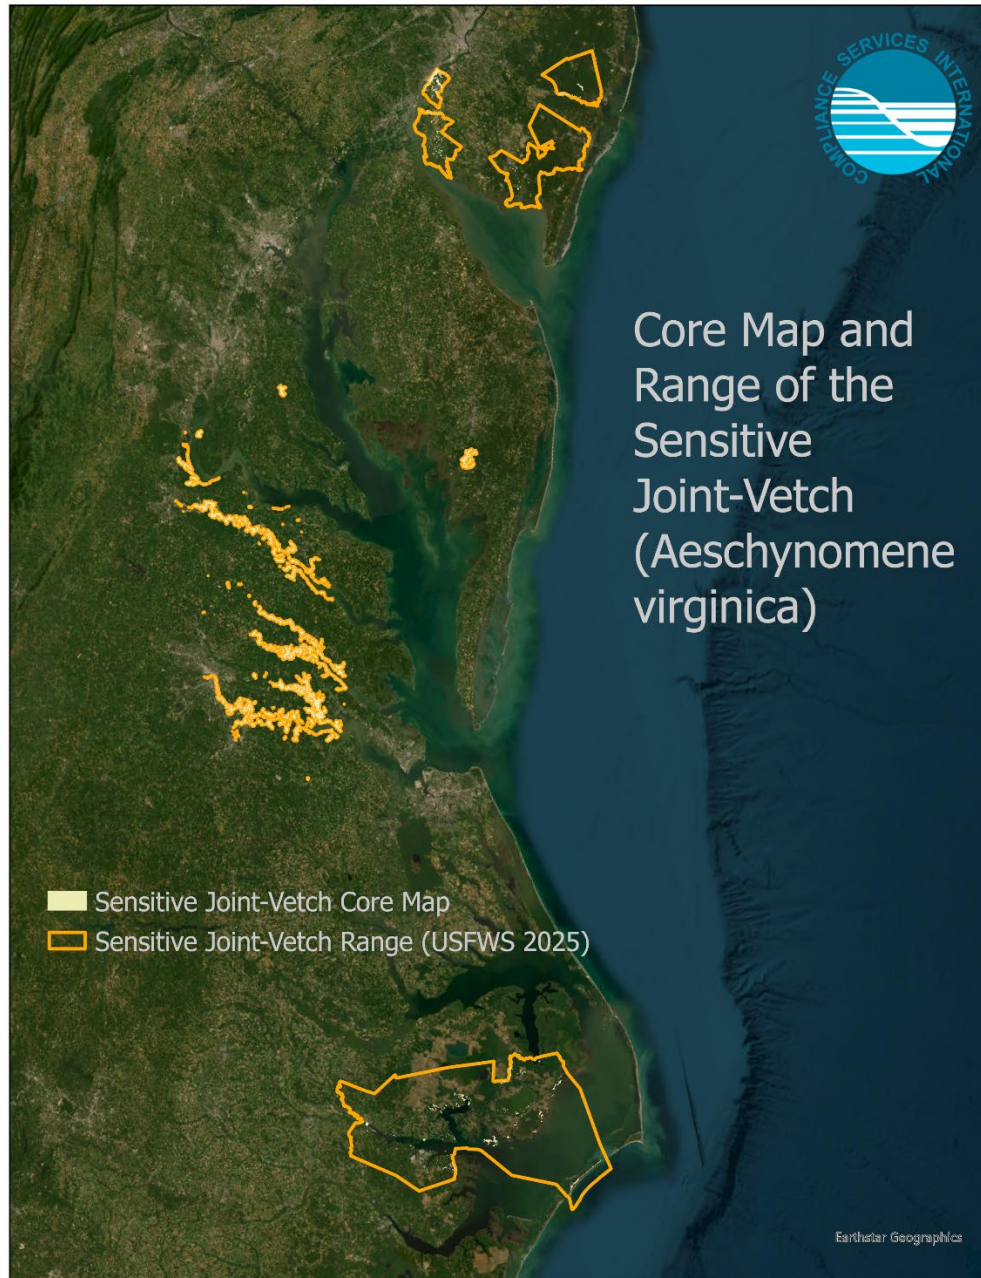 COMPLIANCE SERVICES INTERNATIONAL
Core Map and
Range of the
Sensitive
Joint-Vetch
(Aeschynomene
virginica)
Sensitive Joint-Vetch Core Map
Sensitive Joint-Vetch Range (USFWS 2025)
Earthstar Geographics